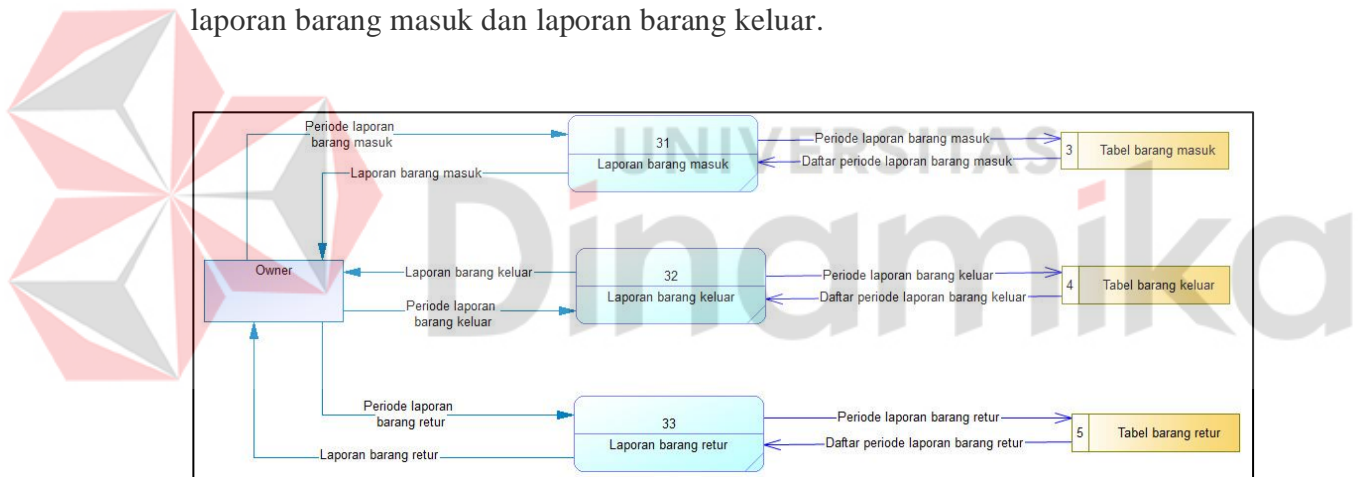 laporan barang masuk dan laporan barang keluar.
UNIVERSITAS
Dinamika
Periode laporan
barang masuk
Laporan barang masuk
31
Laporan barang masuk
Periode laporan barang masuk
Daftar periode laporan barang masuk
3 Tabel barang masuk
Owner
Laporan barang keluar
Periode laporan
barang keluar
32
Laporan barang keluar
Periode laporan barang keluar
Daftar periode laporan barang keluar
4 Tabel barang keluar
Periode laporan
barang retur
Laporan barang retur
33
Laporan barang retur
Periode laporan barang retur
Daftar periode laporan barang retur
5 Tabel barang retur